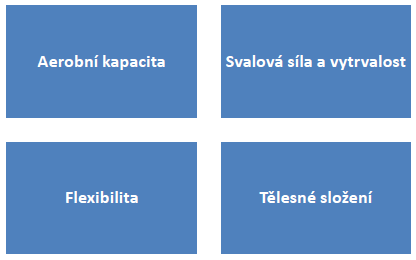 Aerobní kapacita
Svalová síla a vytrvalost
Flexibilita
Tělesné složení